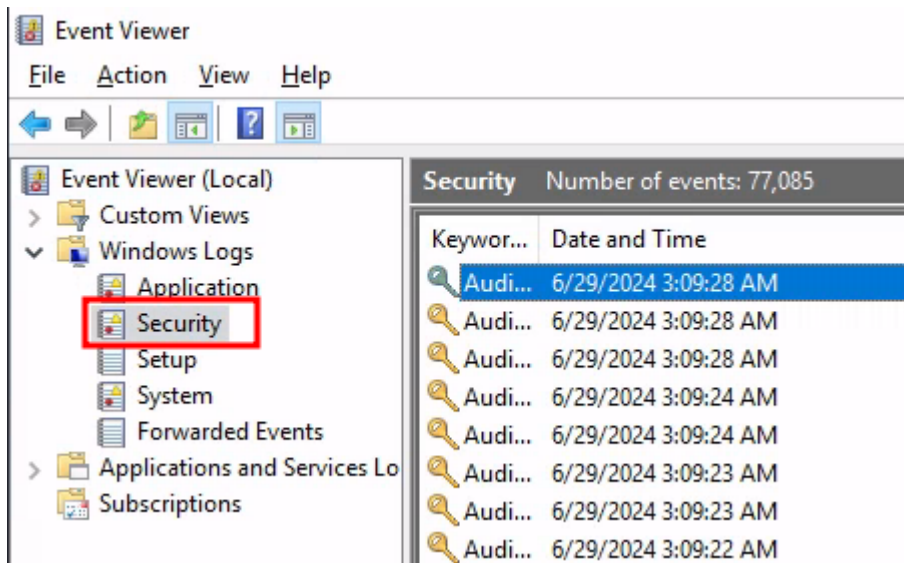 Event Viewer
File Action View Help
Event Viewer (Local)
Custom Views
Windows Logs
Application
Security
Setup
System
Forwarded Events
Applications and Services Lo
Subscriptions
Security Number of events: 77,085
Keywor... Date and Time
Audi... 6/29/2024 3:09:28 AM
Audi... 6/29/2024 3:09:28 AM
Audi... 6/29/2024 3:09:28 AM
Audi... 6/29/2024 3:09:24 AM
Audi... 6/29/2024 3:09:24 AM
Audi... 6/29/2024 3:09:23 AM
Audi... 6/29/2024 3:09:23 AM
Audi... 6/29/2024 3:09:22 AM